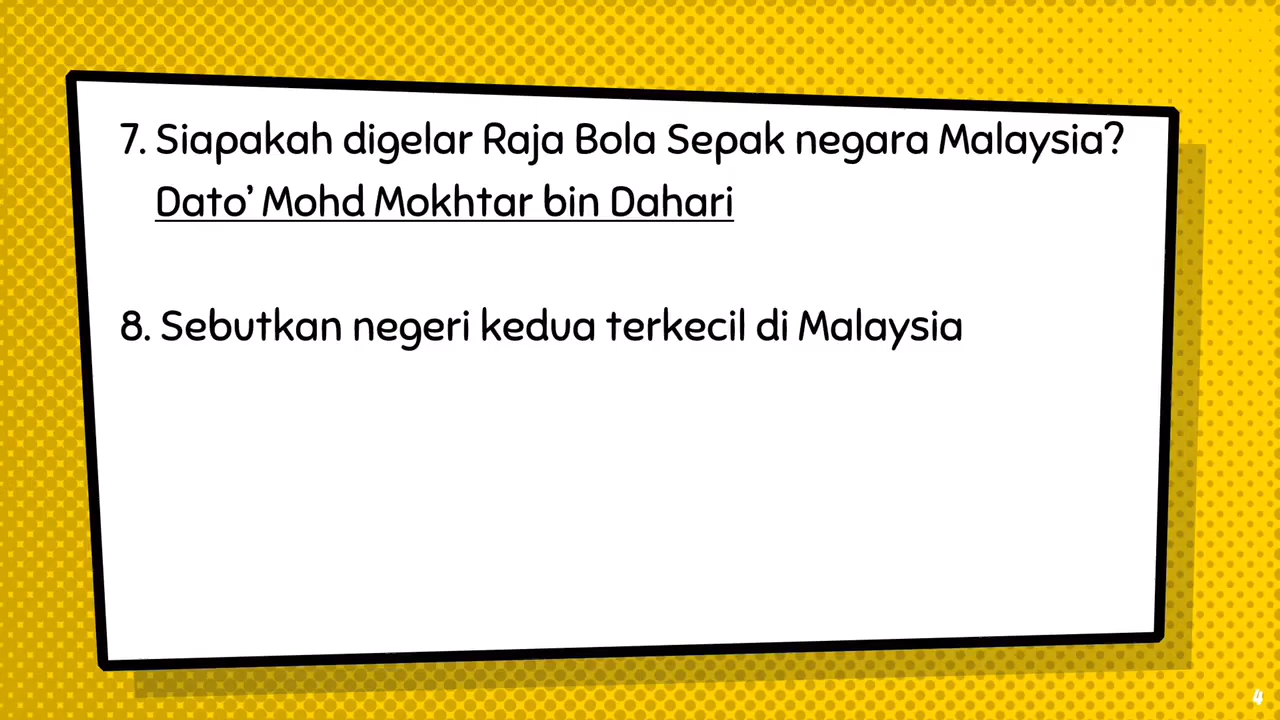 7. Siapakah digelar Raja Bola Sepak negara Malaysia?
Dato’ Mohd Mokhtar bin Dahari
8. Sebutkan negeri kedua terkecil di Malaysia
4